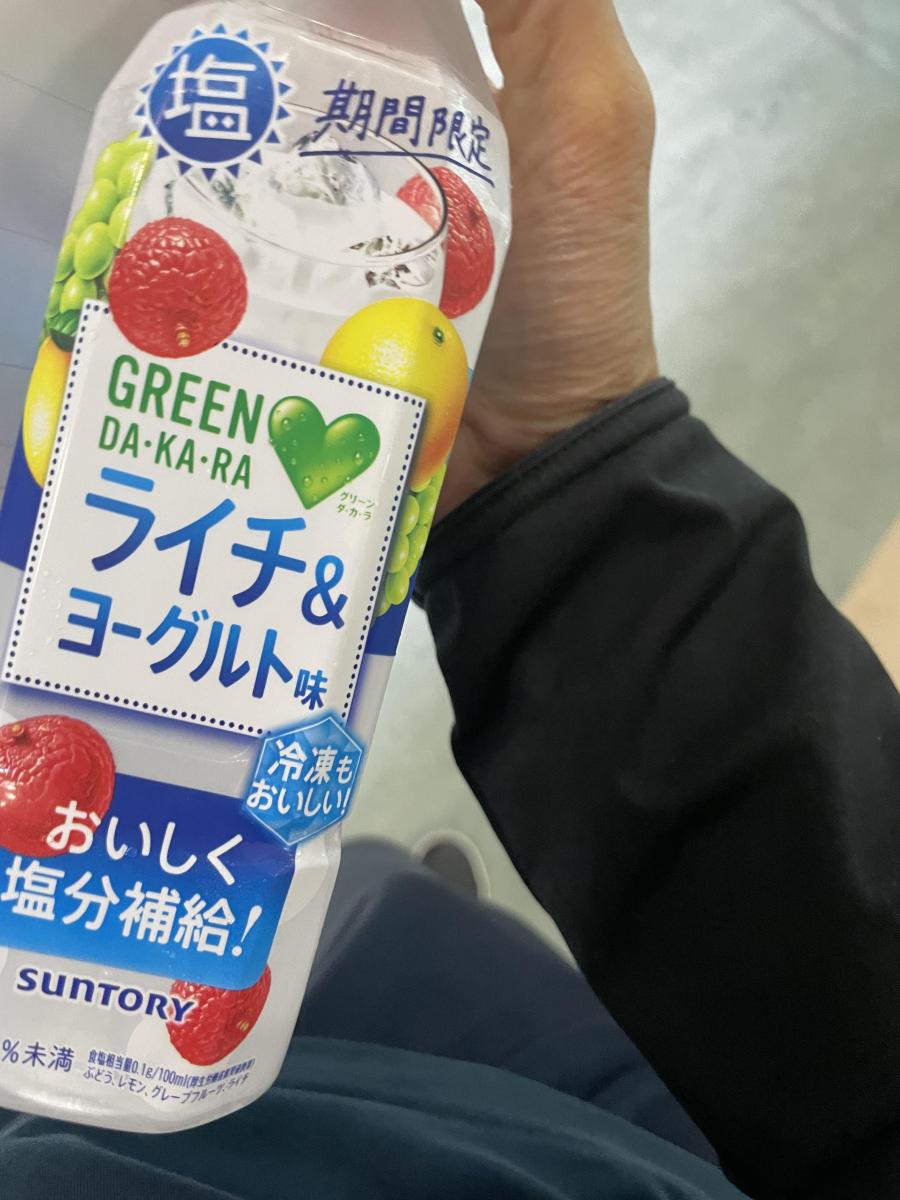 塩
期間限定
GREEN
DA・KA・RA
グリーン
ダ・カ・ラ
ライチ&
ヨーグルト味
冷凍も
おいしい!
おいしく
塩分補給!
SUNTORY
%未満
食塩相当量0.1g/100ml
ぶどう、レモン、グレープフルーツ、ライチ